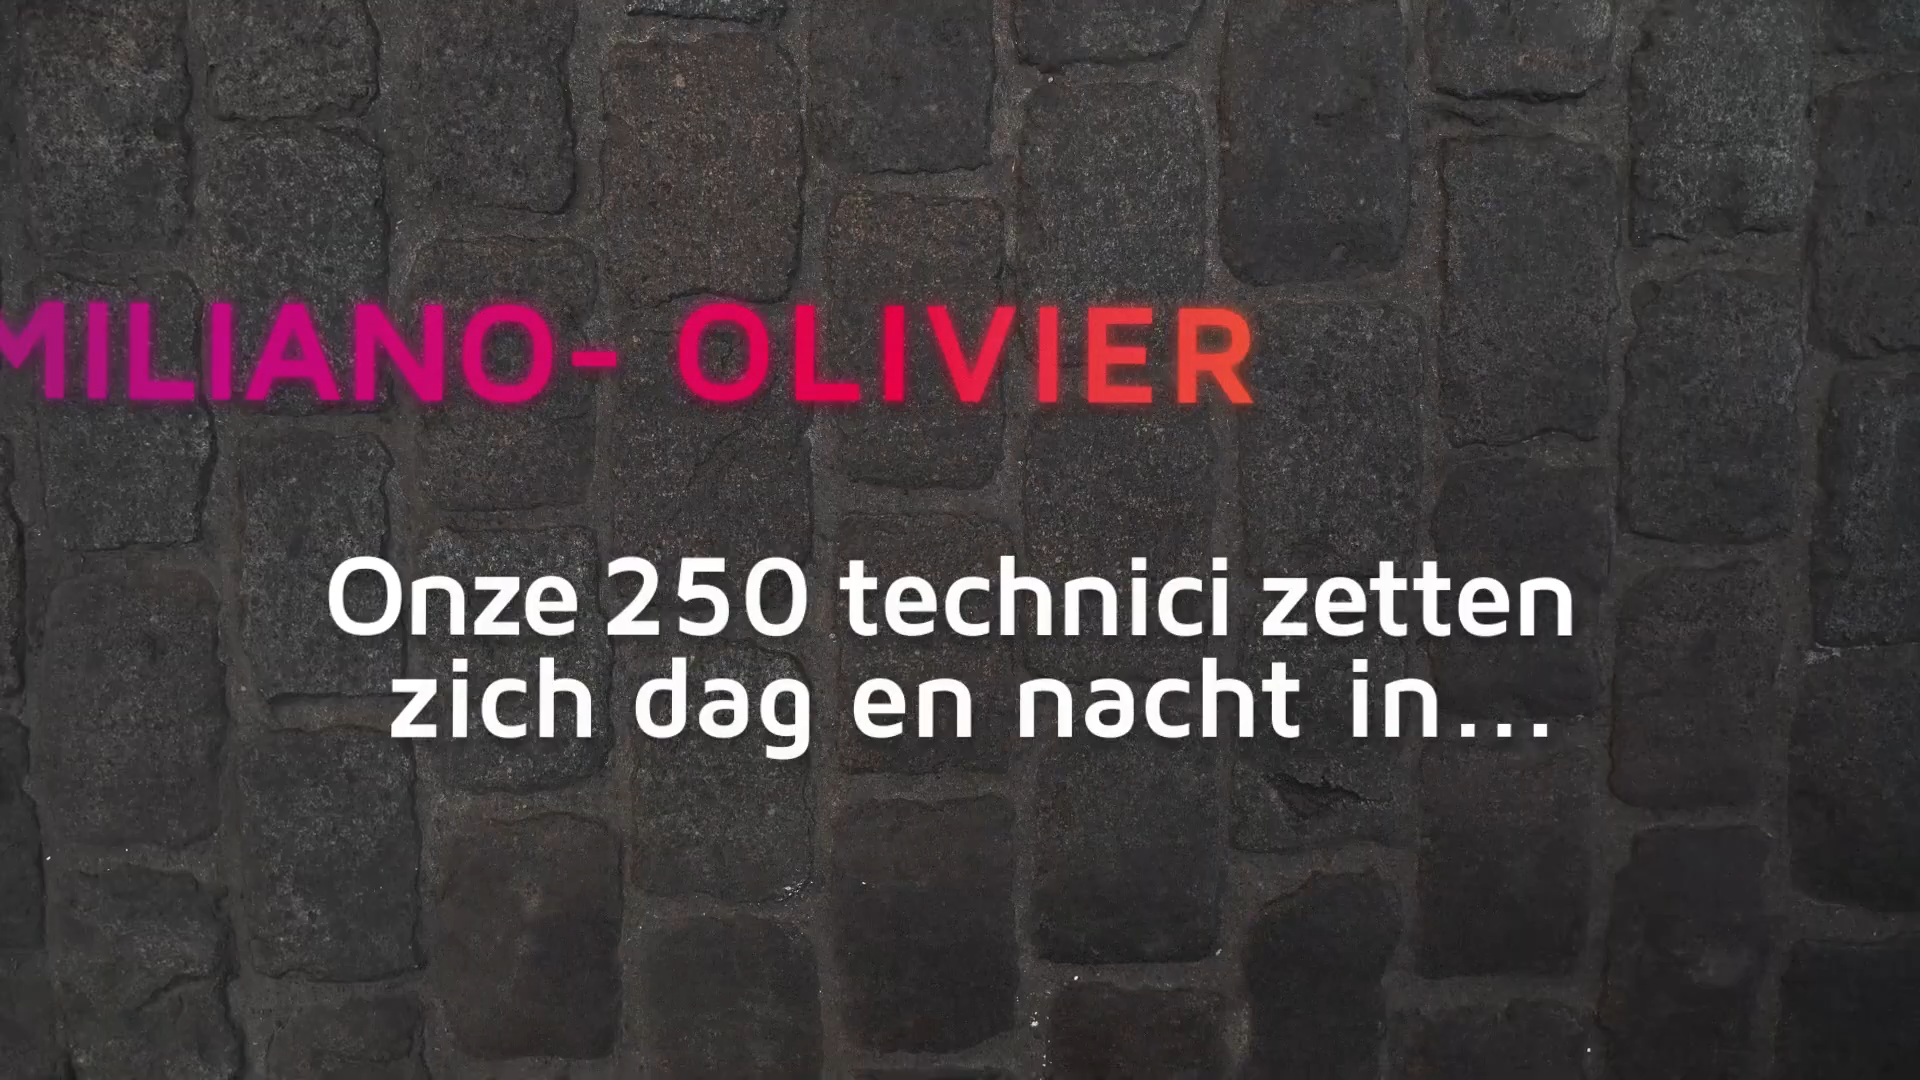 MILIANO- OLIVIER
Onze 250 technici zetten
zich dag en nacht in...